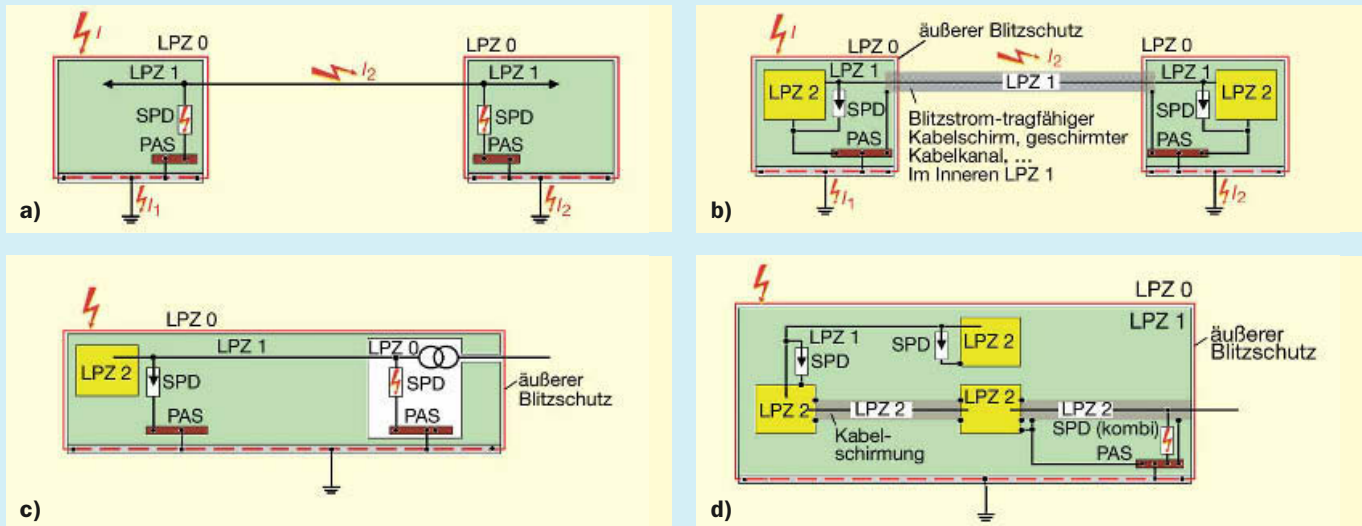 I
LPZ 0
LPZ 0
LPZ 1
I2
LPZ 1
SPD
SPD
PAS
PAS
I1
I2
a)
I
LPZ 0
äußerer Blitzschutz
LPZ 0
I2
LPZ 1
LPZ 1
LPZ 1
LPZ 2
LPZ 2
SPD
SPD
Blitzstrom-tragfähiger
Kabelschirm, geschirmter
Kabelkanal, ...
Im Inneren LPZ 1
PAS
PAS
I1
I2
b)
LPZ 0
LPZ 1
LPZ 0
LPZ 2
SPD
SPD
äußerer
Blitzschutz
PAS
PAS
c)
LPZ 0
LPZ 1
LPZ 1
SPD
SPD
LPZ 2
äußerer
Blitzschutz
LPZ 2
LPZ 2
LPZ 2
LPZ 2
Kabel-
schirmung
SPD (kombi)
PAS
d)